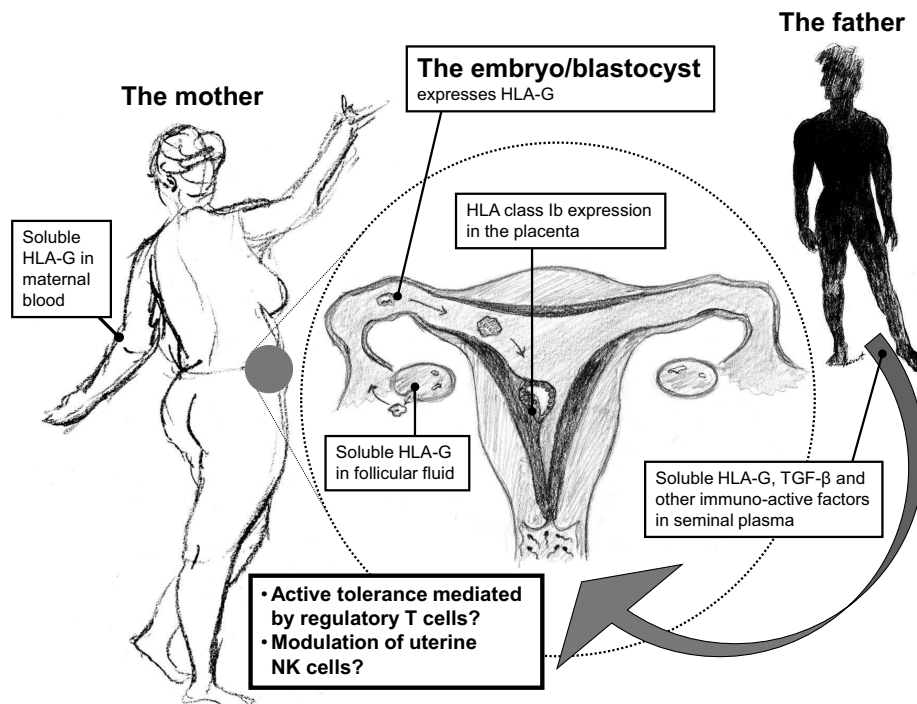 The father
The embryo/blastocyst
expresses HLA-G
The mother
HLA class Ib expression
in the placenta
Soluble
HLA-G in
maternal
blood
Soluble HLA-G
in follicular fluid
Soluble HLA-G, TGF-β and
other immuno-active factors
in seminal plasma
• Active tolerance mediated
by regulatory T cells?
• Modulation of uterine
NK cells?